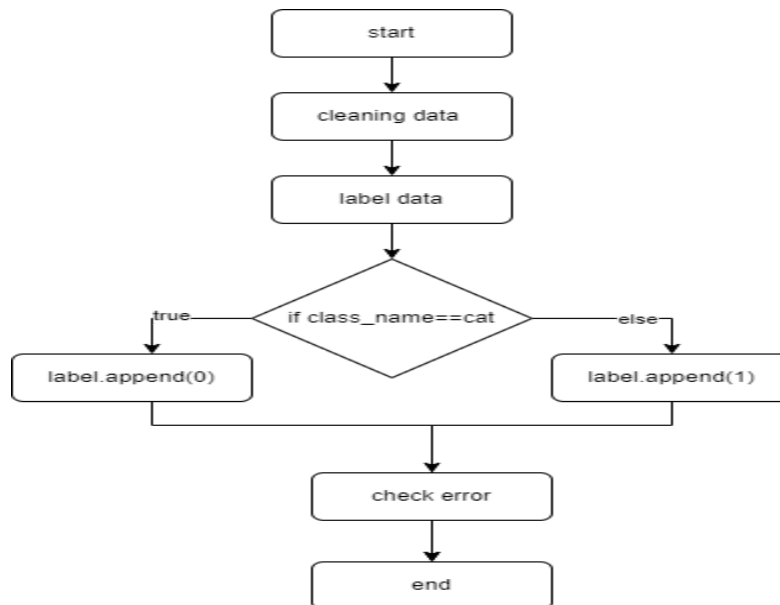 start
cleaning data
label data
if class_name==cat
true
else
label.append(0)
label.append(1)
check error
end